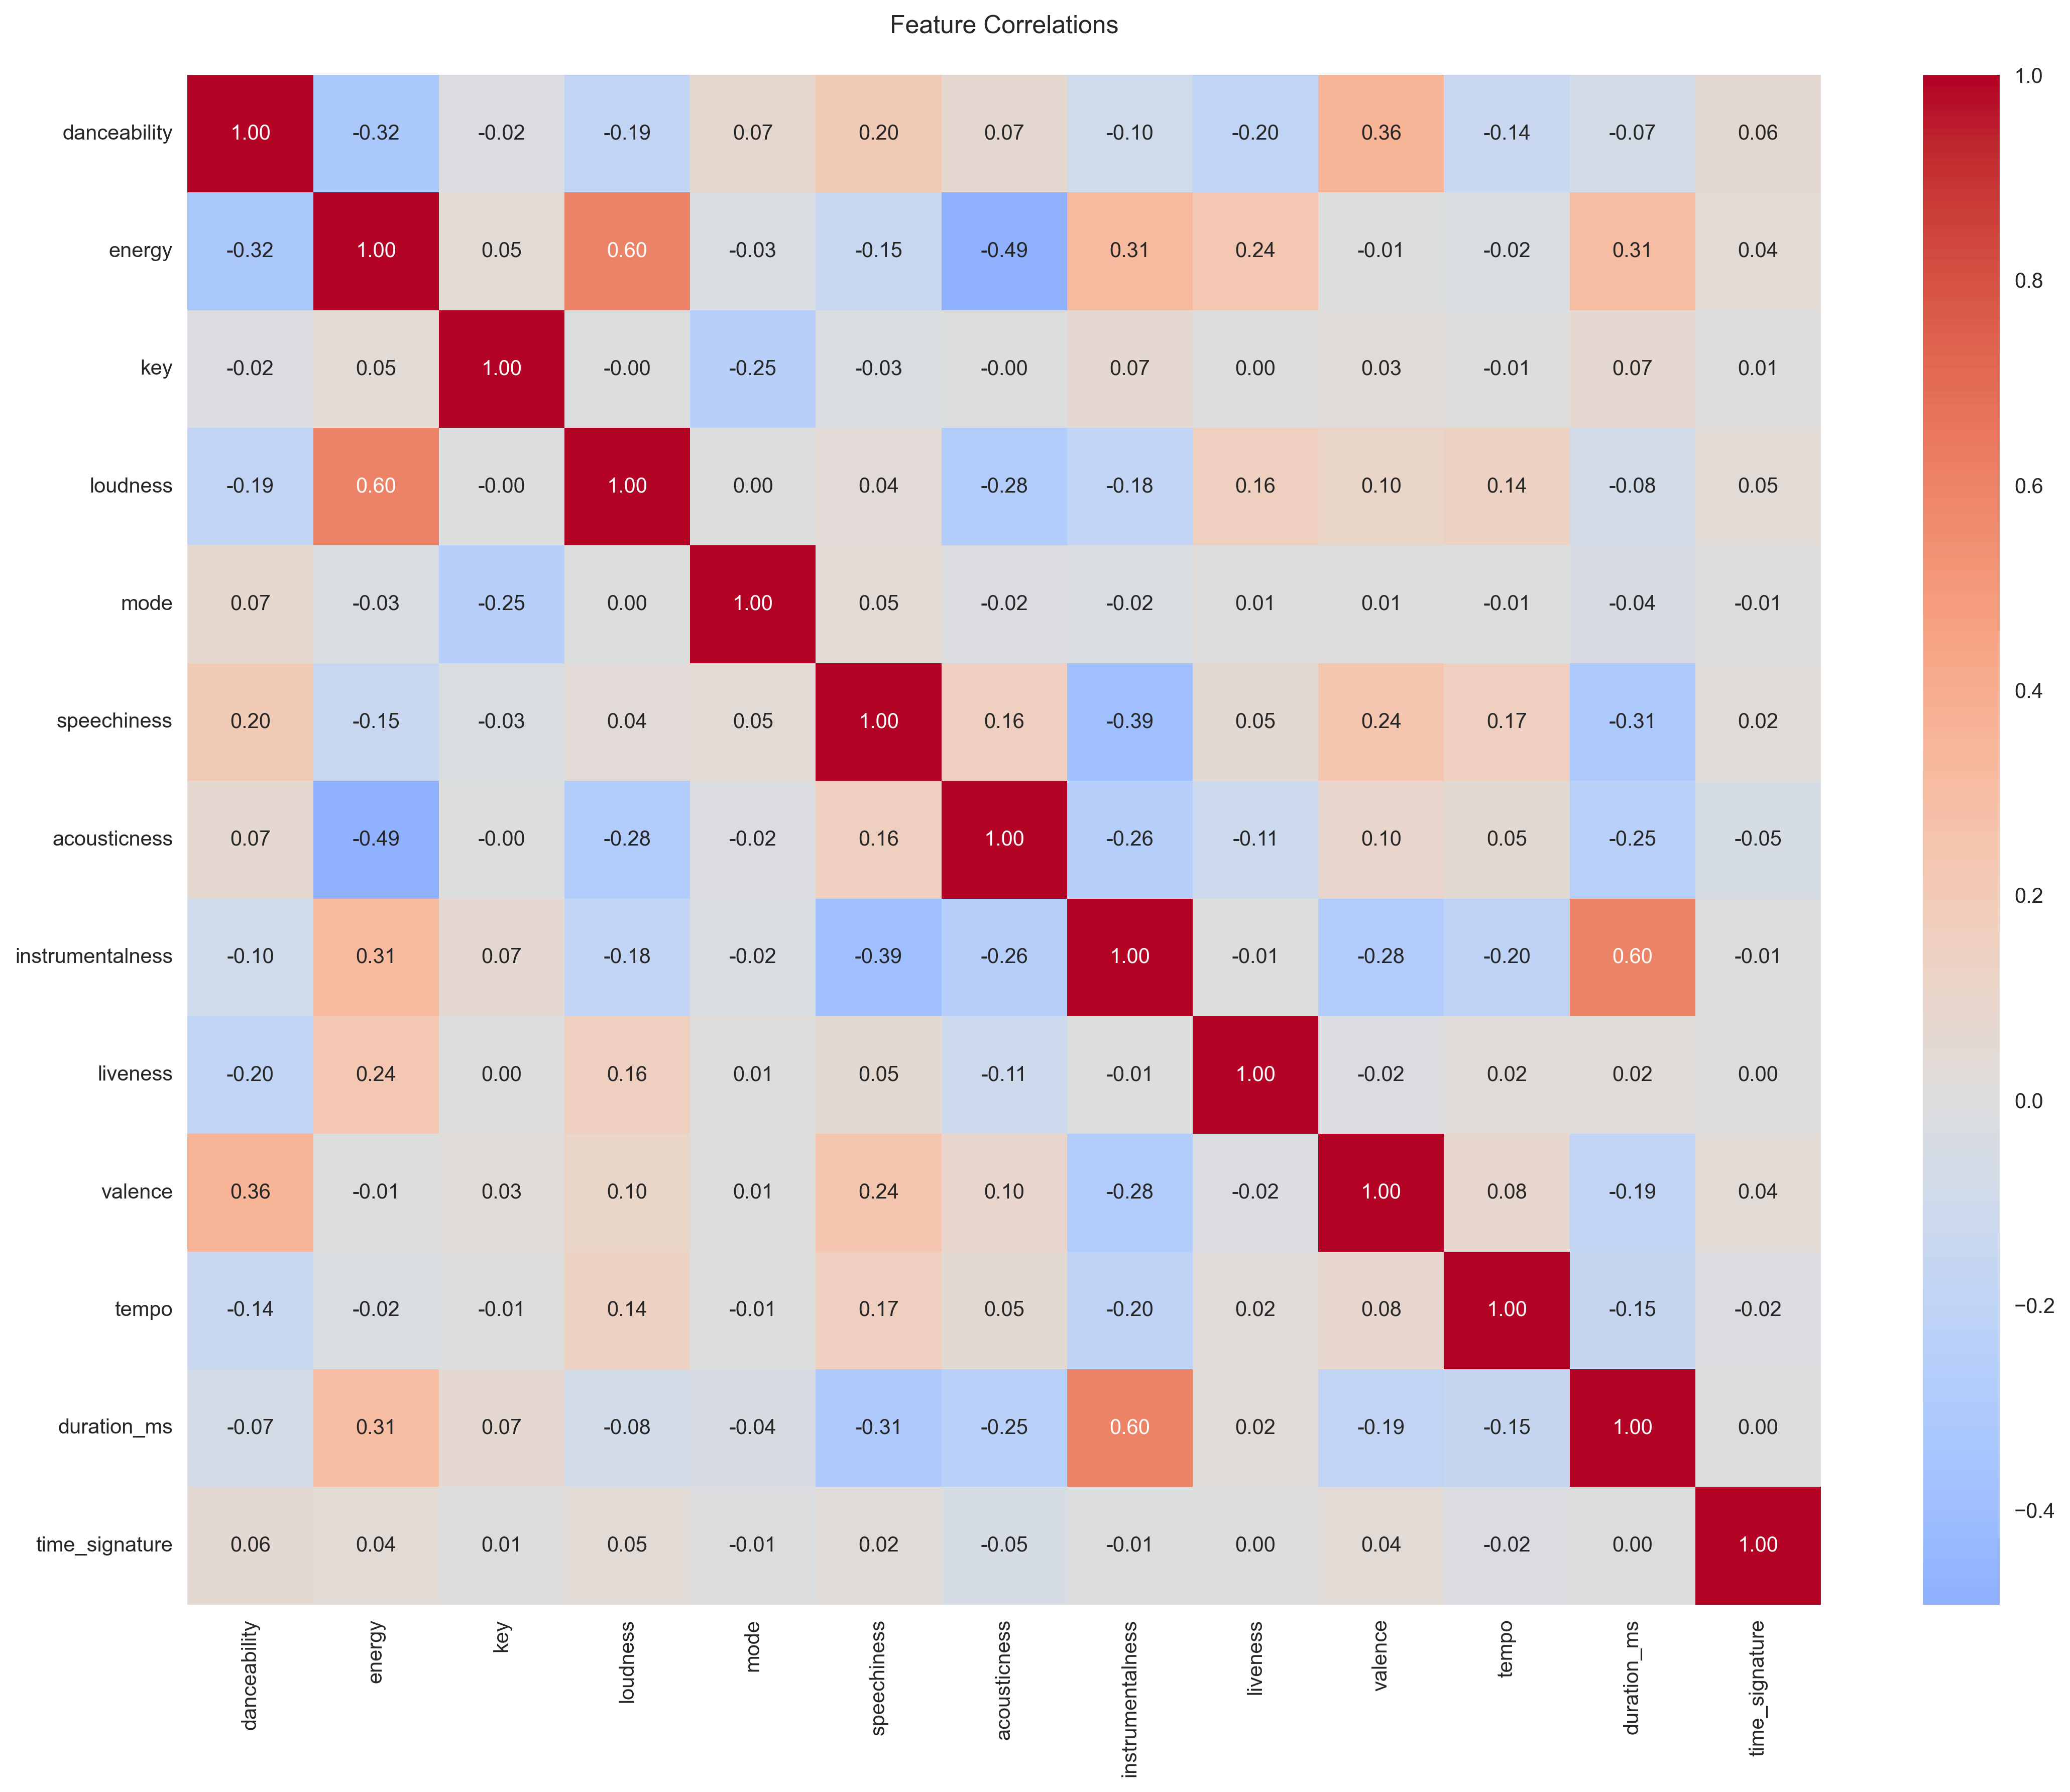 Feature Correlations
danceability 1.00 -0.32 -0.02 -0.19 0.07 0.20 0.07 -0.10 -0.20 0.36 -0.14 -0.07 0.06
energy -0.32 1.00 0.05 0.60 -0.03 -0.15 -0.49 0.31 0.24 -0.01 -0.02 0.31 0.04
key -0.02 0.05 1.00 -0.00 -0.25 -0.03 -0.00 0.07 0.00 0.03 -0.01 0.07 0.01
loudness -0.19 0.60 -0.00 1.00 0.00 0.04 -0.28 -0.18 0.16 0.10 0.14 -0.08 0.05
mode 0.07 -0.03 -0.25 0.00 1.00 0.05 -0.02 -0.02 0.01 0.01 -0.01 -0.04 -0.01
speechiness 0.20 -0.15 -0.03 0.04 0.05 1.00 0.16 -0.39 0.05 0.24 0.17 -0.31 0.02
acousticness 0.07 -0.49 -0.00 -0.28 -0.02 0.16 1.00 -0.26 -0.11 0.10 0.05 -0.25 -0.05
instrumentalness -0.10 0.31 0.07 -0.18 -0.02 -0.39 -0.26 1.00 -0.01 -0.28 -0.20 0.60 -0.01
liveness -0.20 0.24 0.00 0.16 0.01 0.05 -0.11 -0.01 1.00 -0.02 0.02 0.02 0.00
valence 0.36 -0.01 0.03 0.10 0.01 0.24 0.10 -0.28 -0.02 1.00 0.08 -0.19 0.04
tempo -0.14 -0.02 -0.01 0.14 -0.01 0.17 0.05 -0.20 0.02 0.08 1.00 -0.15 -0.02
duration_ms -0.07 0.31 0.07 -0.08 -0.04 -0.31 -0.25 0.60 0.02 -0.19 -0.15 1.00 0.00
time_signature 0.06 0.04 0.01 0.05 -0.01 0.02 -0.05 -0.01 0.00 0.04 -0.02 0.00 1.00
danceability energy key loudness mode speechiness acousticness instrumentalness liveness valence tempo duration_ms time_signature
1.0
0.8
0.6
0.4
0.2
0.0
−0.2
−0.4